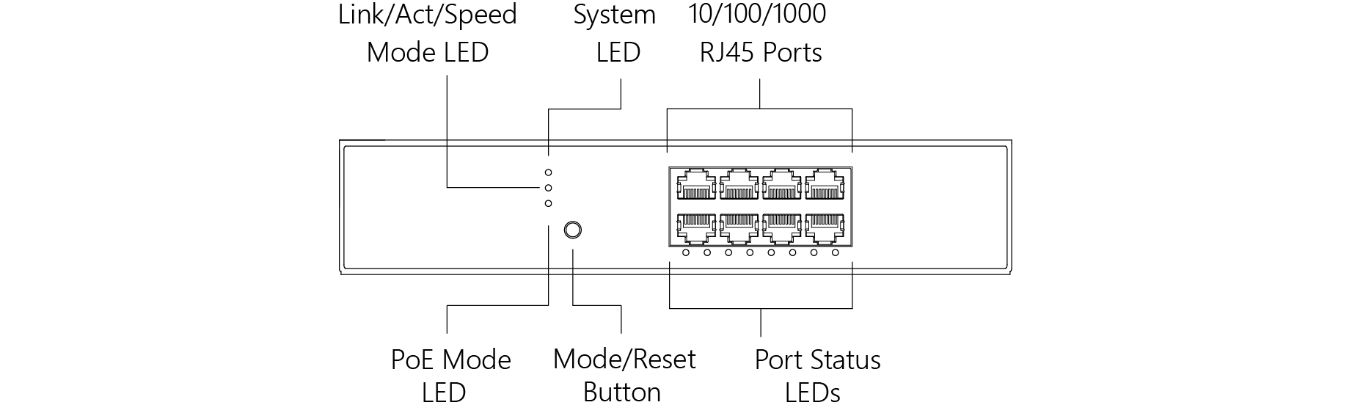 Link/Act/Speed
Mode LED
System
LED
10/100/1000
RJ45 Ports
PoE Mode
LED
Mode/Reset
Button
Port Status
LEDs